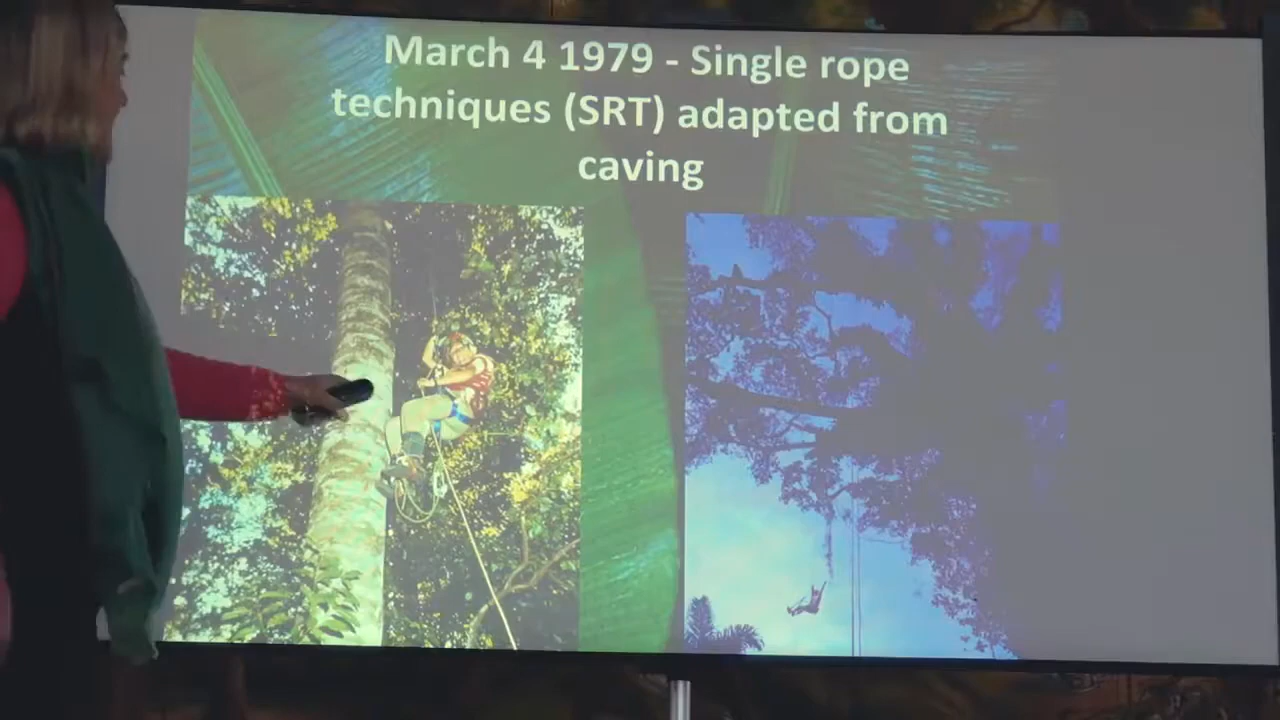 March 4 1979 - Single rope
techniques (SRT) adapted from
caving